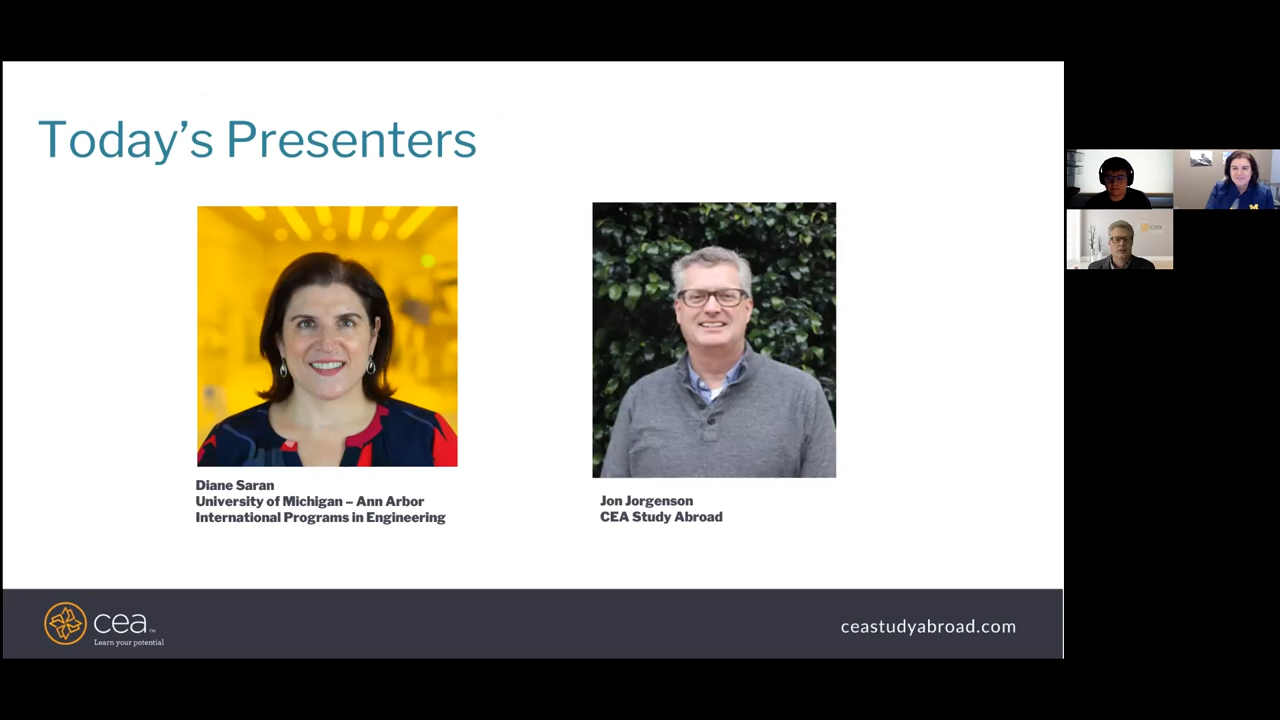 Today's Presenters
Diane Saran
University of Michigan – Ann Arbor
International Programs in Engineering
Jon Jorgenson
CEA Study Abroad
cea™
Learn your potential
ceastudyabroad.com
cea